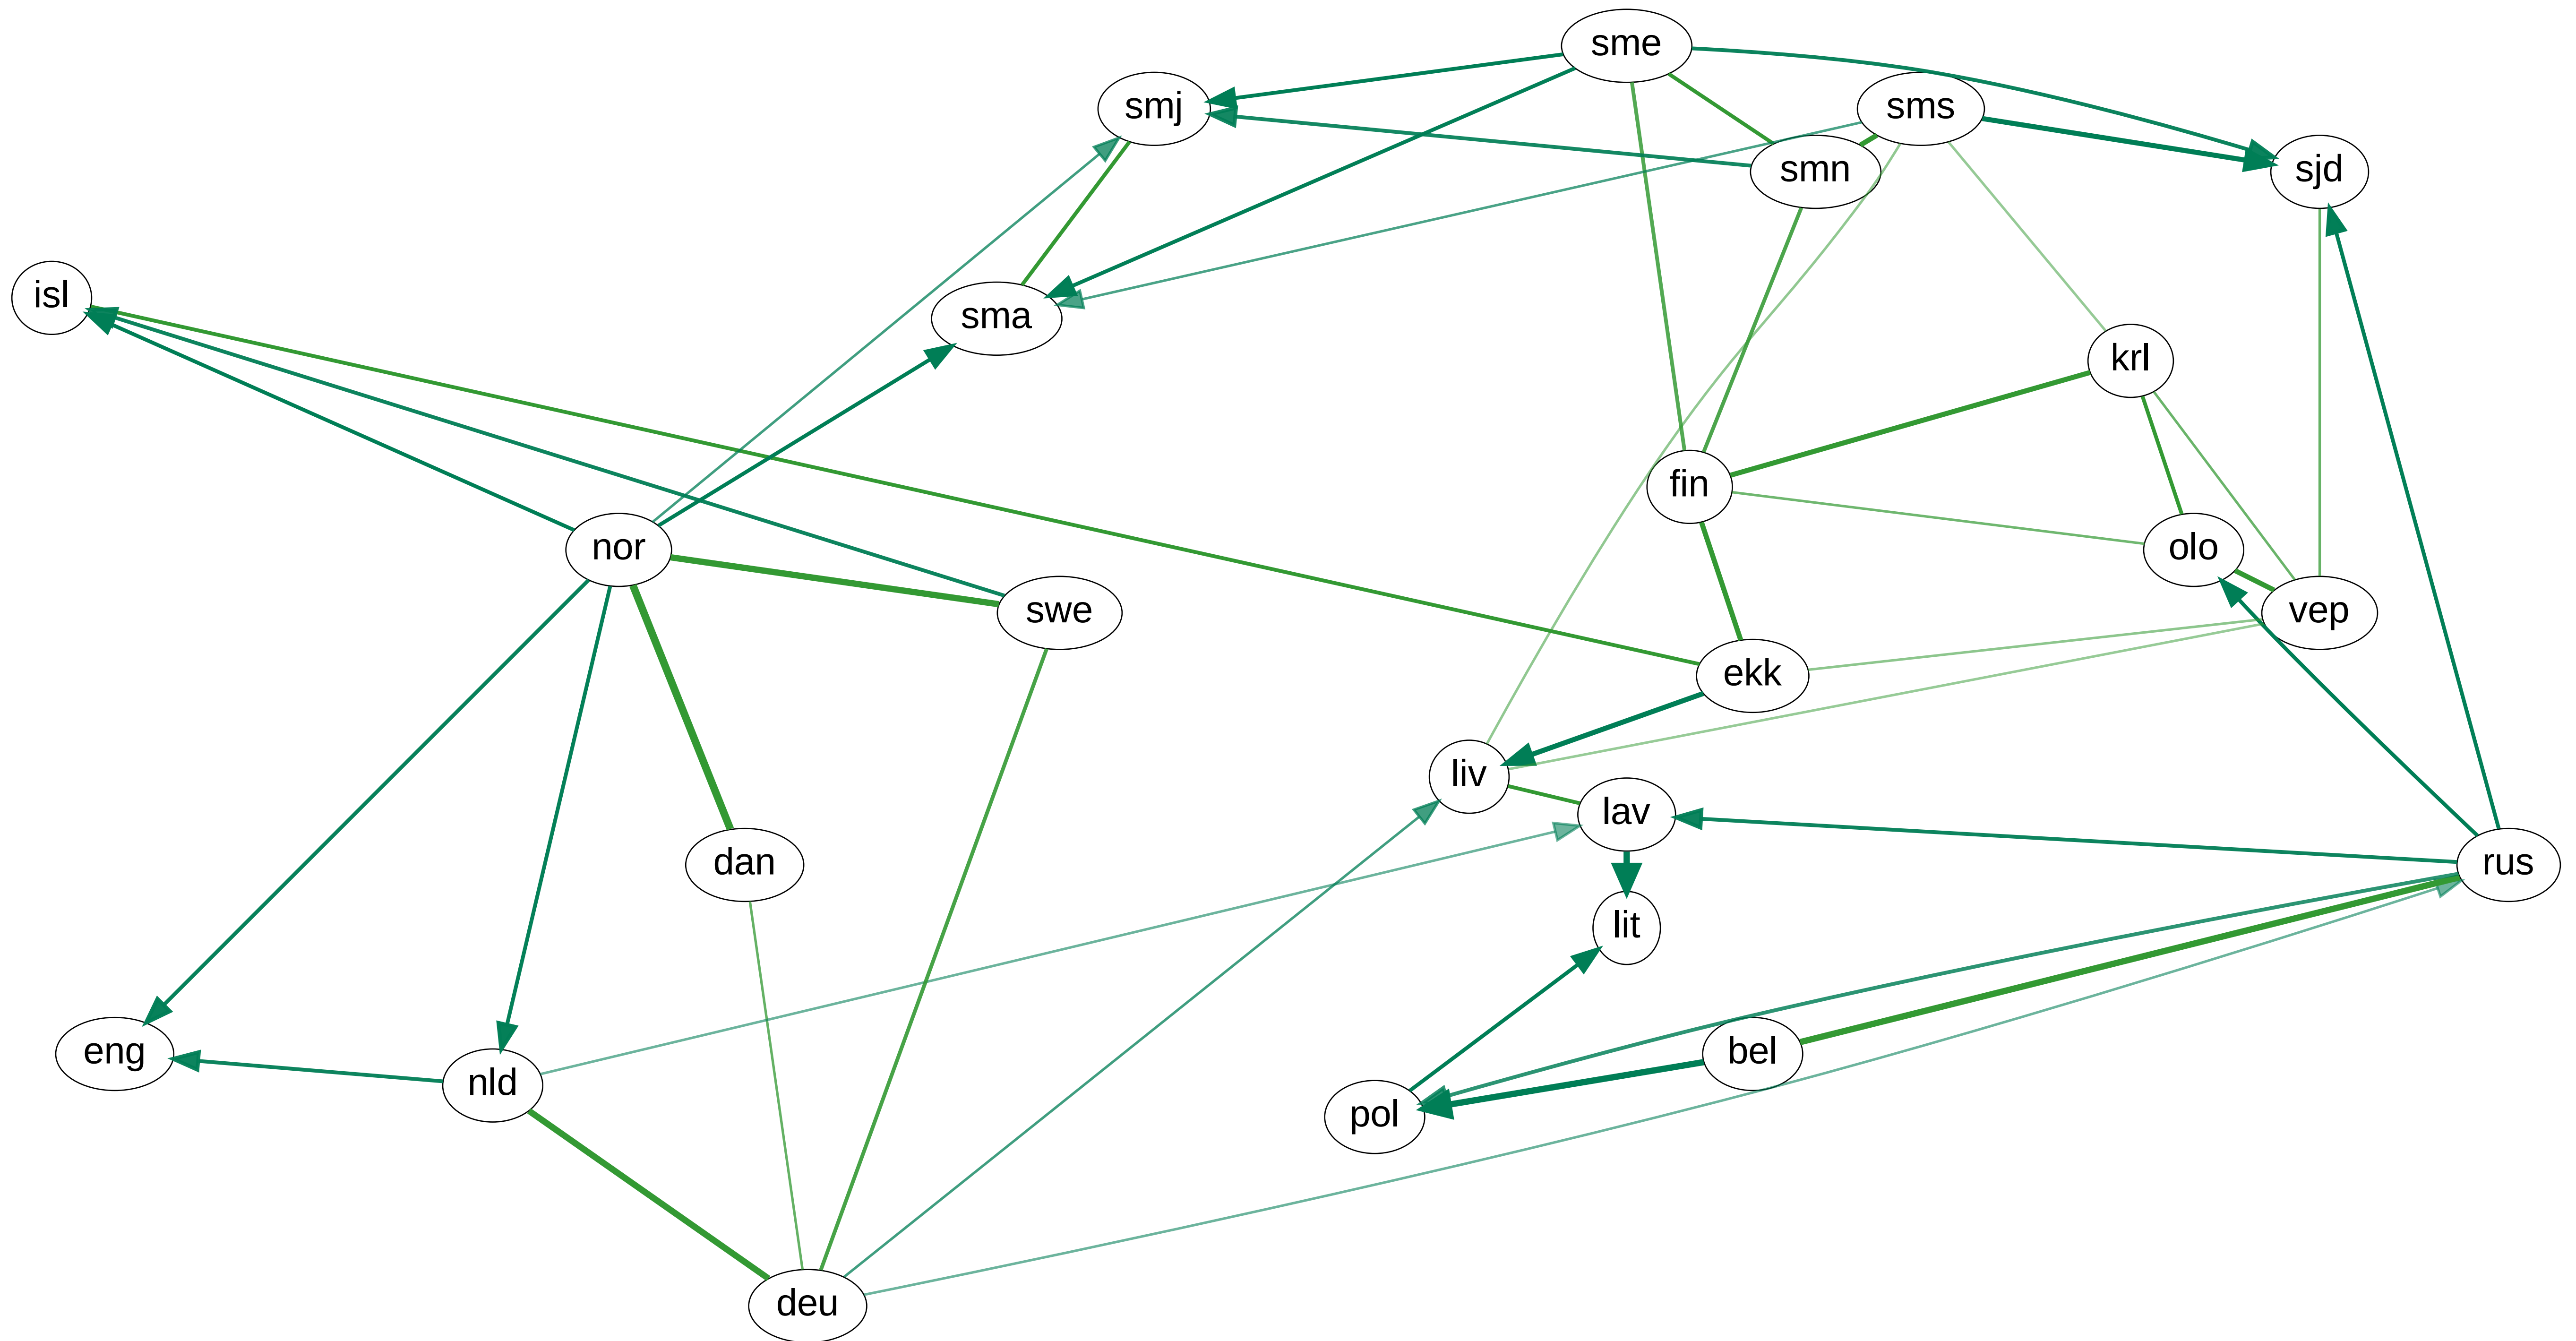 sme
smj
sms
smn
sjd
isl
sma
krl
fin
nor
olo
swe
vep
ekk
liv
lav
dan
rus
lit
eng
bel
nld
pol
deu